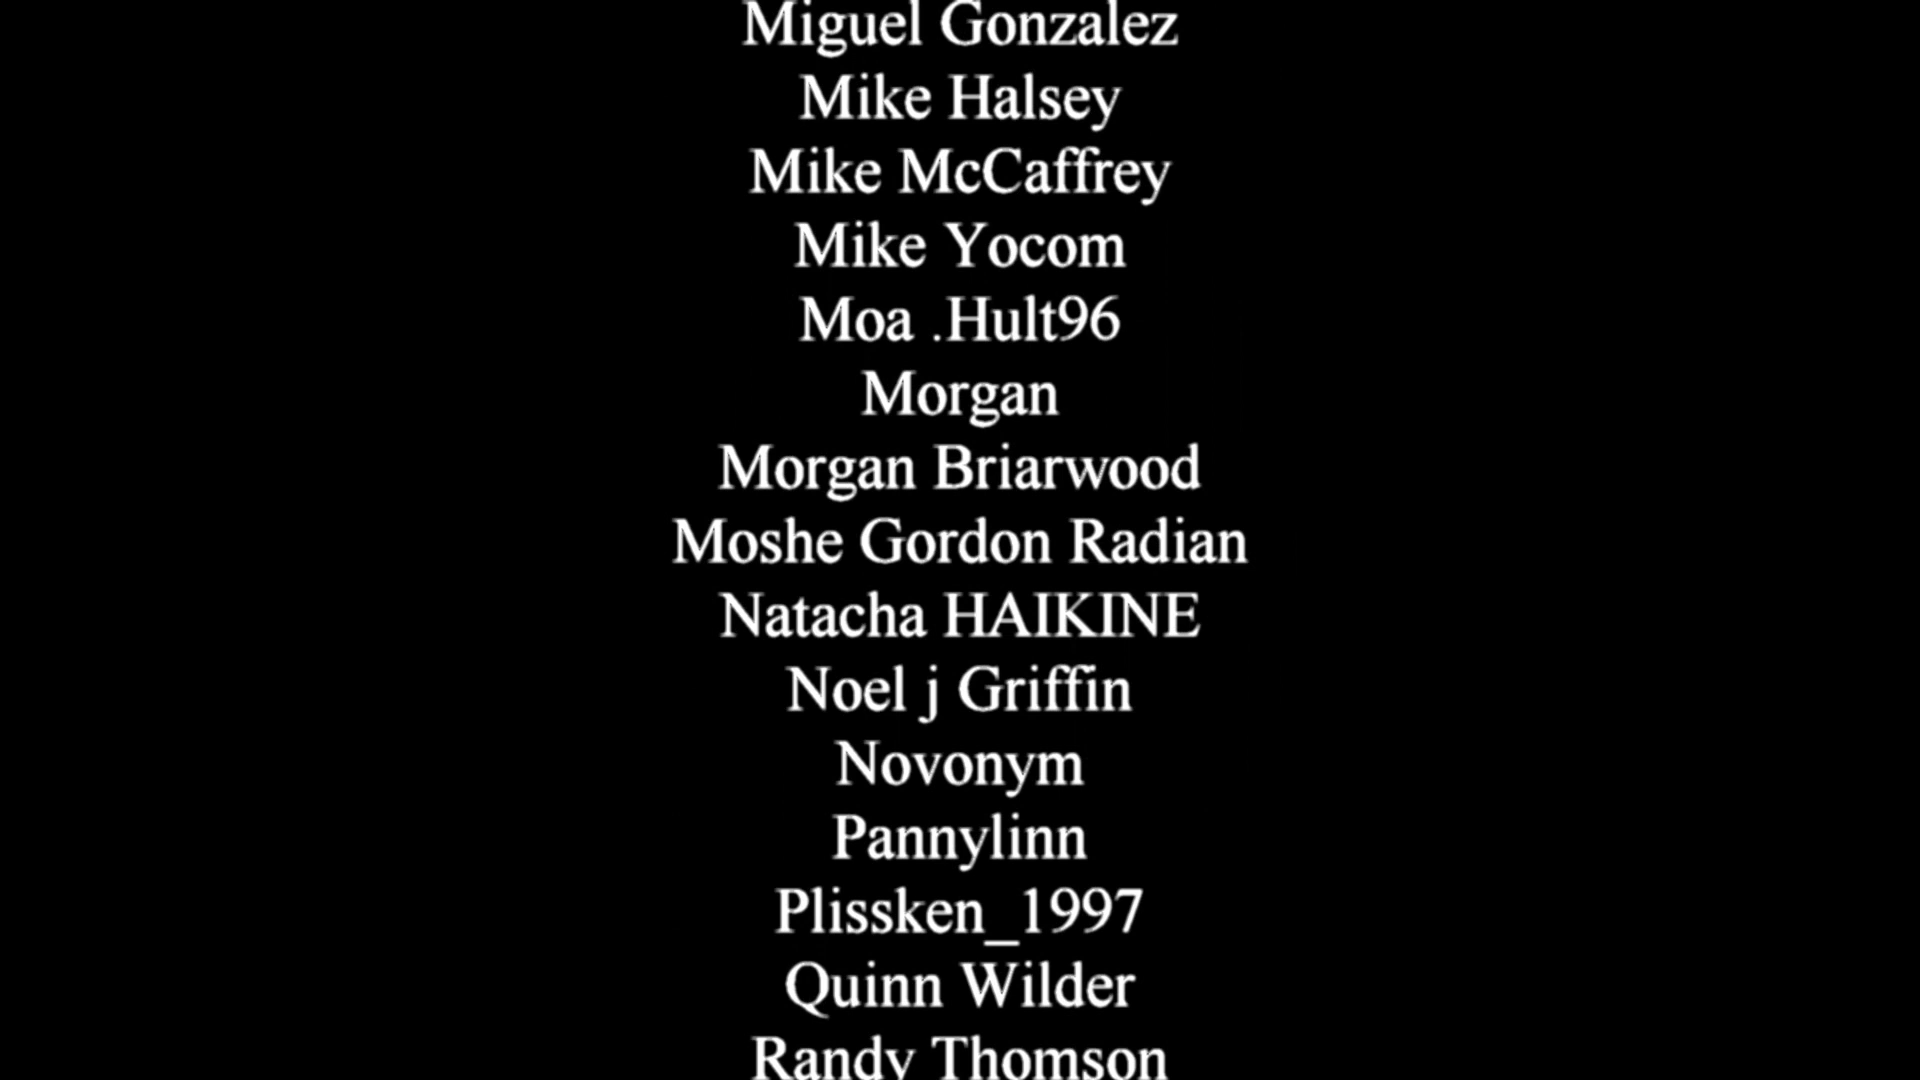 Miguel Gonzalez
Mike Halsey
Mike McCaffrey
Mike Yocom
Moa .Hult96
Morgan
Morgan Briarwood
Moshe Gordon Radian
Natacha HAIKINE
Noel j Griffin
Novonym
Pannylinn
Plissken_1997
Quinn Wilder
Randy Thomson